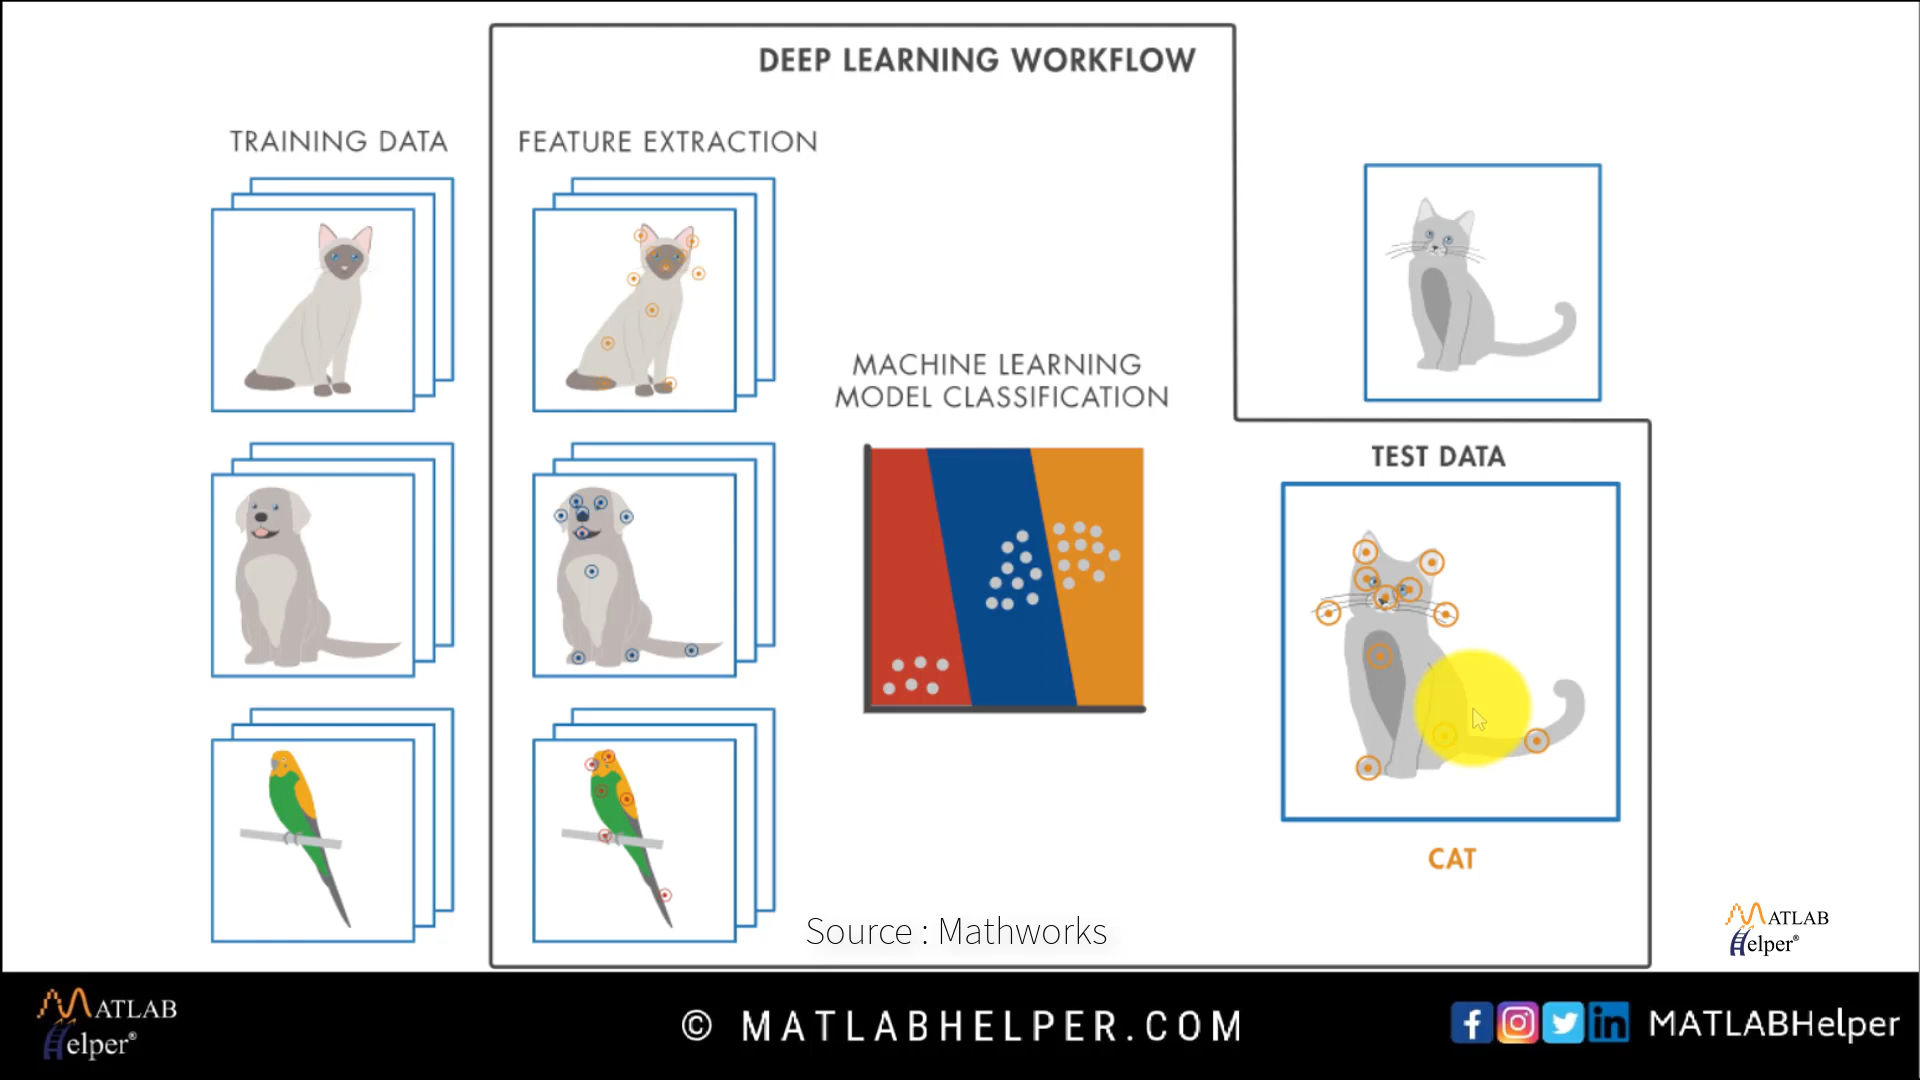 DEEP LEARNING WORKFLOW
TRAINING DATA
FEATURE EXTRACTION
MACHINE LEARNING
MODEL CLASSIFICATION
TEST DATA
CAT
Source : Mathworks
MATLAB
Helper®
MATLAB
Helper®
© MATLABHELPER.COM
MATLABHelper